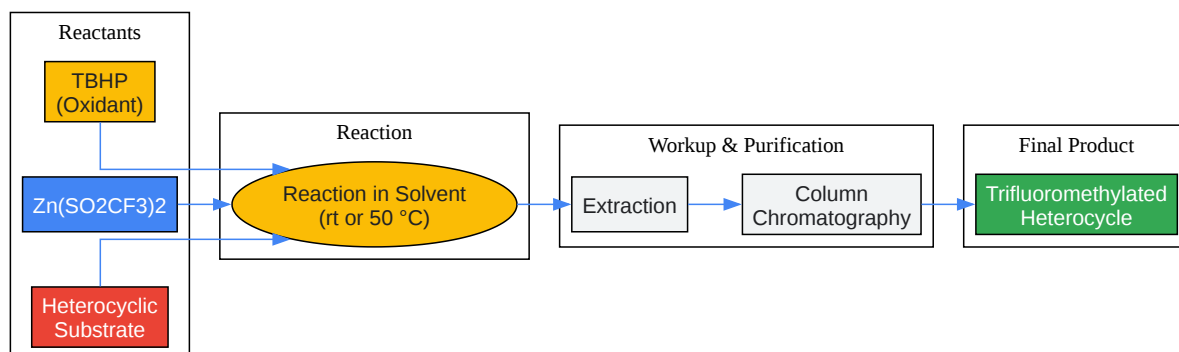 Reactants
TBHP
(Oxidant)
Zn(SO2CF3)2
Heterocyclic
Substrate
Reaction
Reaction in Solvent
(rt or 50 °C)
Workup & Purification
Extraction
Column
Chromatography
Final Product
Trifluoromethylated
Heterocycle